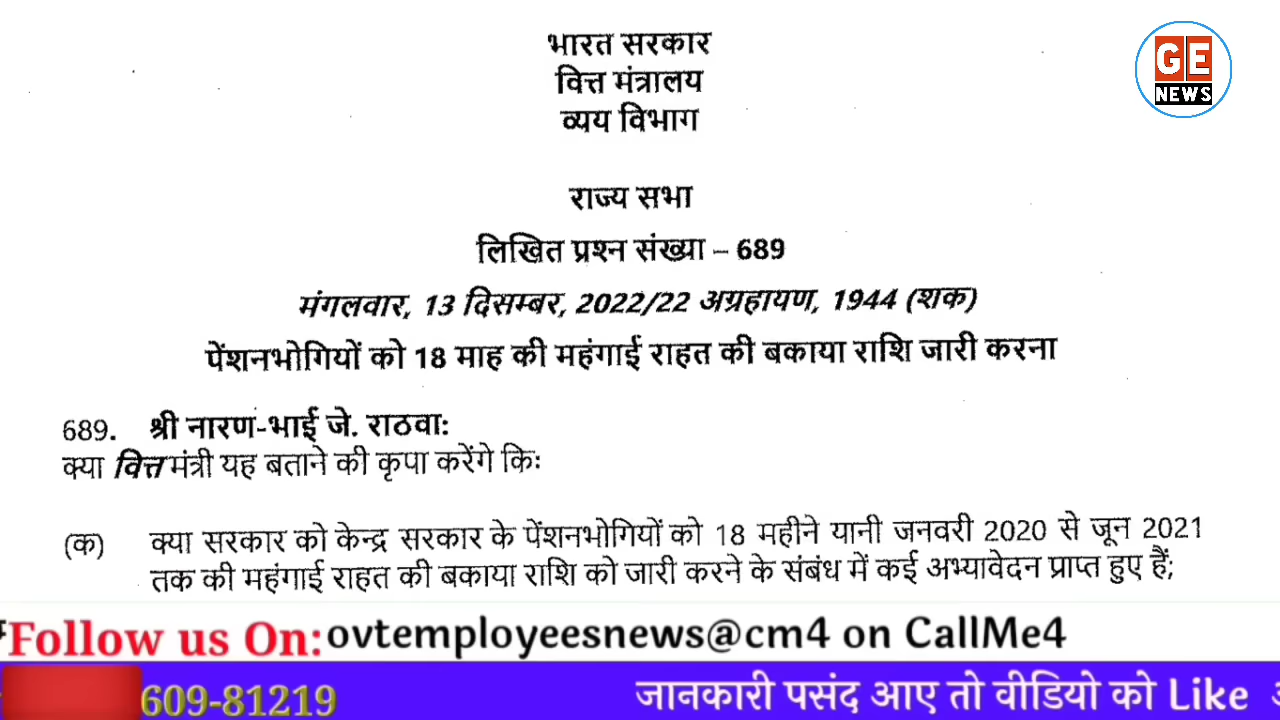 भारत सरकार
वित्त मंत्रालय
व्यय विभाग
GE
NEWS
राज्य सभा
लिखित प्रश्न संख्या – 689
मंगलवार, 13 दिसम्बर, 2022/22 अग्रहायण, 1944 (शक)
पेंशनभोगियों को 18 माह की महंगाई राहत की बकाया राशि जारी करना
689. श्री नारण-भाई जे. राठवा:
क्या वित्त मंत्री यह बताने की कृपा करेंगे कि:
(क) क्या सरकार को केन्द्र सरकार के पेंशनभोगियों को 18 महीने यानी जनवरी 2020 से जून 2021
तक की महंगाई राहत की बकाया राशि को जारी करने के संबंध में कई अभ्यावेदन प्राप्त हुए हैं;
Follow us On: ovtemployeesnews@cm4 on CallMe4
609-81219 जानकारी पसंद आए तो वीडियो को Like